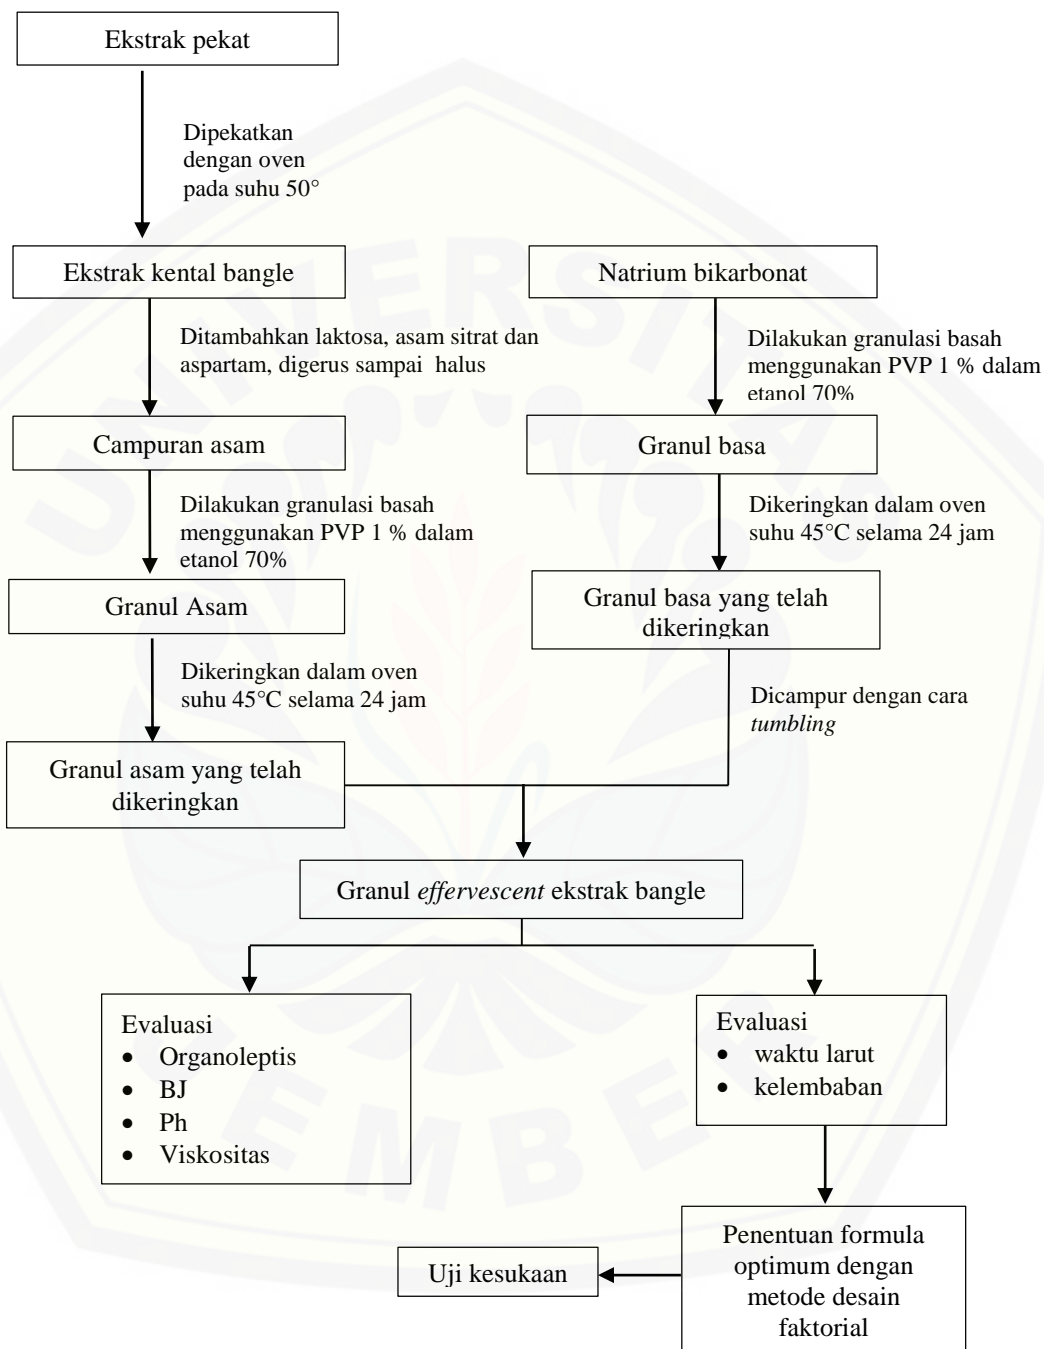 Ekstrak pekat
Dipekatkan
dengan oven
pada suhu 50°
Ekstrak kental bangle
Natrium bikarbonat
Ditambahkan laktosa, asam sitrat dan
aspartam, digerus sampai halus
Dilakukan granulasi basah
menggunakan PVP 1 % dalam
etanol 70%
Campuran asam
Granul basa
Dilakukan granulasi basah
menggunakan PVP 1 % dalam
etanol 70%
Dikeringkan dalam oven
suhu 45°C selama 24 jam
Granul Asam
Granul basa yang telah
dikeringkan
Dikeringkan dalam oven
suhu 45°C selama 24 jam
Dicampur dengan cara
tumbling
Granul asam yang telah
dikeringkan
Granul effervescent ekstrak bangle
Evaluasi
• Organoleptis
• BJ
• Ph
• Viskositas
Evaluasi
• waktu larut
• kelembaban
Penentuan formula
optimum dengan
metode desain
faktorial
Uji kesukaan
UNIVERSITAS
JEMBER